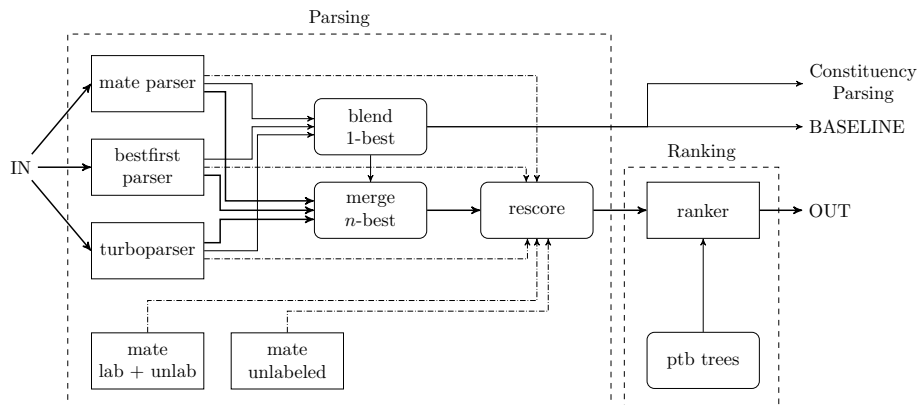 Parsing
mate parser
Constituency
Parsing
blend
1-best
BASELINE
IN
bestfirst
parser
Ranking
merge
n-best
rescore
ranker
OUT
turboparser
mate
lab + unlab
mate
unlabeled
ptb trees